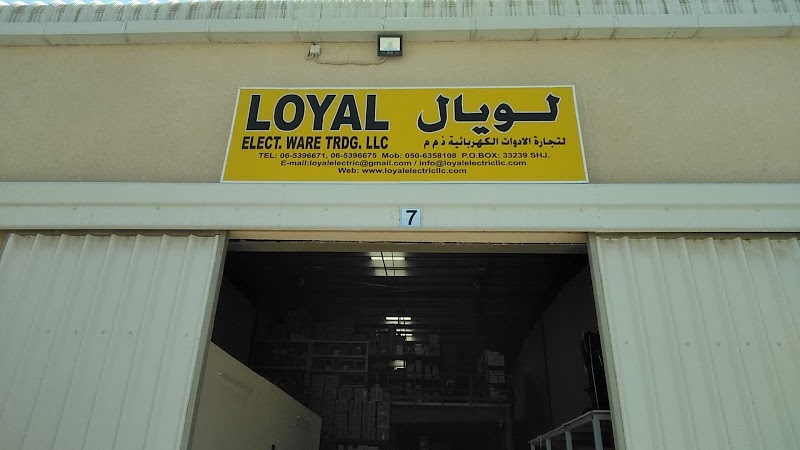 LOYAL لـويـال
ELECT. WARE TRDG. LLC لتجارة الادوات الكهربائية ذ م م
TEL: 06-5396671, 06-5396675 Mob: 050-6358108 P.O.BOX: 33239 SHJ.
E-mail:loyalelectric@gmail.com / info@loyalelectricllc.com
Web: www.loyalelectricllc.com
7